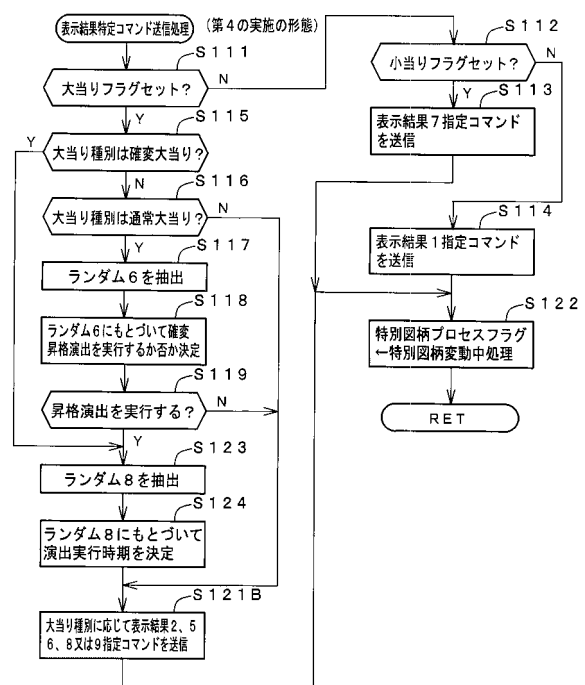 表示結果特定コマンド送信処理
(第4の実施の形態)
S111
大当りフラグセット?
N
Y
S112
小当りフラグセット?
N
Y
S113
表示結果7指定コマンド
を送信
S114
表示結果1指定コマンド
を送信
S115
Y
大当り種別は確変大当り?
N
S116
大当り種別は通常大当り?
N
Y
S117
ランダム6を抽出
S118
ランダム6にもとづいて確変
昇格演出を実行するか否か決定
S119
昇格演出を実行する?
N
Y
S123
ランダム8を抽出
S124
ランダム8にもとづいて
演出実行時期を決定
S121B
大当り種別に応じて表示結果2、5
6、8又は9指定コマンドを送信
S122
特別図柄プロセスフラグ
←特別図柄変動中処理
RET